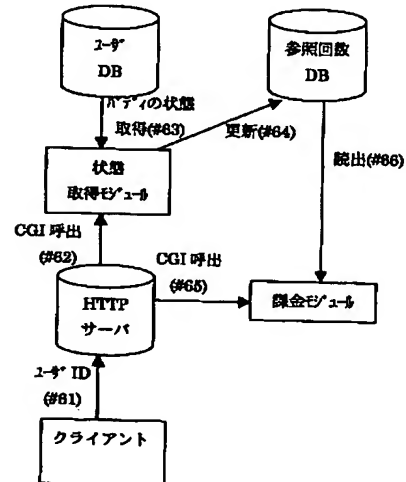 ﾕｰｻﾞ
DB
参照回数
DB
ﾊﾞﾃﾞｨの状態
取得(#63)
更新(#64)
読出(#66)
状態
取得ﾓｼﾞｭｰﾙ
CGI 呼出
(#62)
CGI 呼出
(#65)
HTTP
サーバ
課金ﾓｼﾞｭｰﾙ
ﾕｰｻﾞ ID
(#61)
クライアント